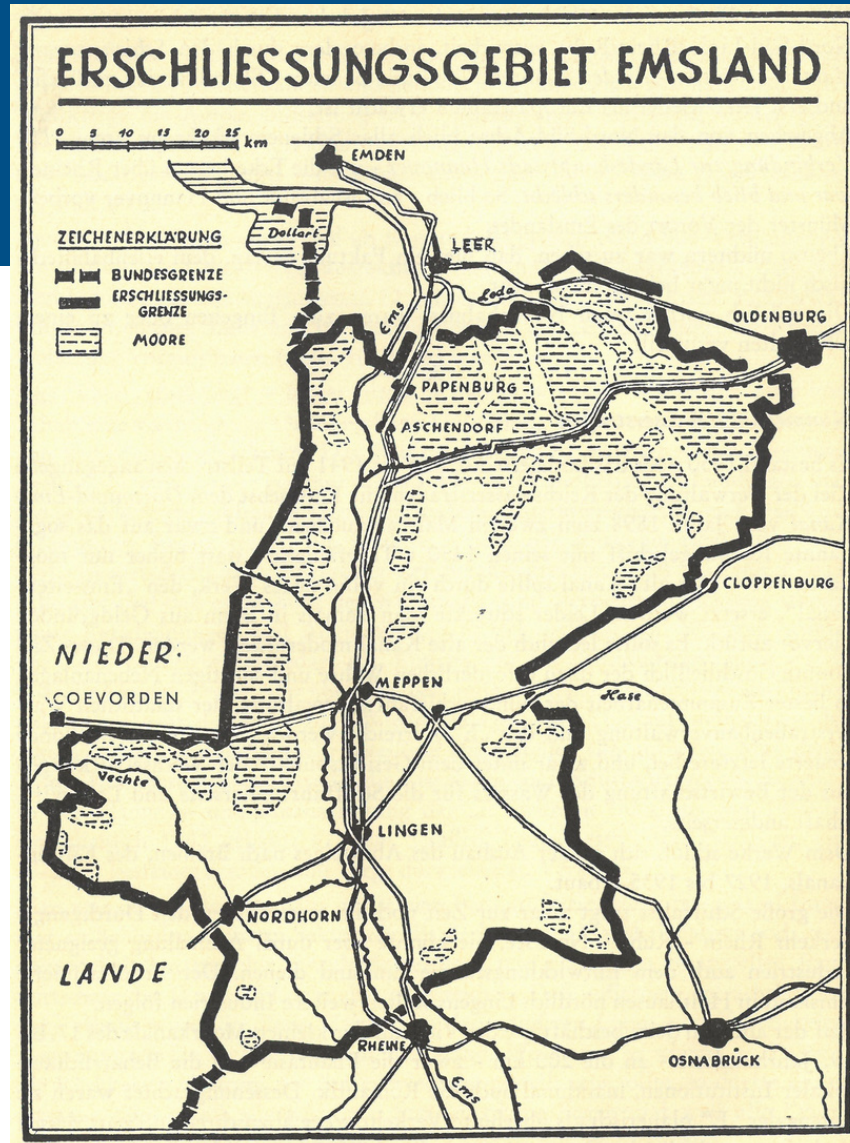 ERSCHLIESSUNGSGEBIET EMSLAND
0 5 10 15 20 25 km
EMDEN
Dollart
ZEICHENERKLÄRUNG
BUNDESGRENZE
ERSCHLIESSUNGS-
GRENZE
MOORE
LEER
Leda
Ems
OLDENBURG
PAPENBURG
ASCHENDORF
CLOPPENBURG
NIEDER-
COEVORDEN
MEPPEN
Hase
Vechte
LINGEN
NORDHORN
LANDE
RHEINE
Ems
OSNABRÜCK